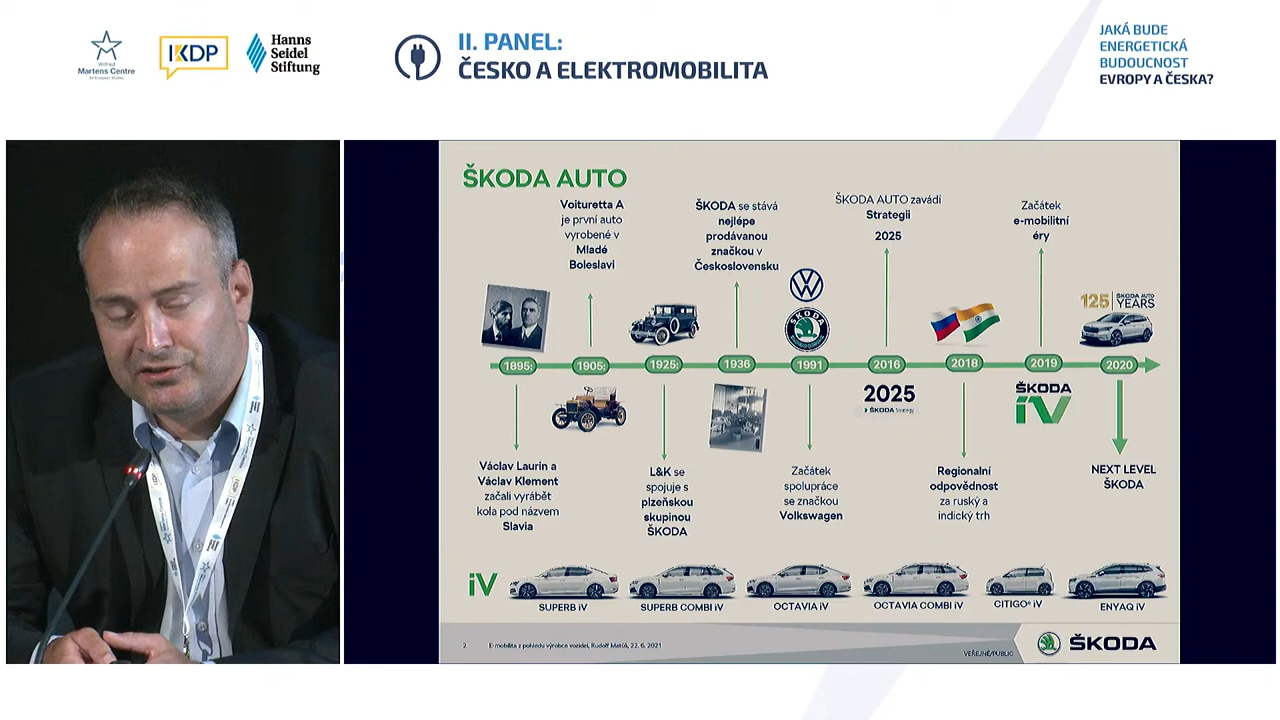 Wilfried
Martens Centre
for European Studies
IKDP
Hanns
Seidel
Stiftung
II. PANEL:
ČESKO A ELEKTROMOBILITA
JAKÁ BUDE
ENERGETICKÁ
BUDOUCNOST
EVROPY A ČESKA?
ŠKODA AUTO
Voituretta A
je první auto
vyrobené v
Mladé
Boleslavi
ŠKODA se stává
nejlépe
prodávanou
značkou v
Československu
ŠKODA AUTO zavádí
Strategii
2025
Začátek
e-mobilitní
éry
125 ŠKODA AUTO
YEARS
ŠKODA
1895:
1905:
1925:
1936
1991
2016
2018
2019
2020
2025
ŠKODA Strategy
ŠKODA
iV
Václav Laurin a
Václav Klement
začali vyrábět
kola pod názvem
Slavia
L&K se
spojuje s
plzeňskou
skupinou
ŠKODA
Začátek
spolupráce
se značkou
Volkswagen
Regionalní
odpovědnost
za ruský a
indický trh
NEXT LEVEL
ŠKODA
iV
SUPERB iV
SUPERB COMBI iV
OCTAVIA iV
OCTAVIA COMBI iV
CITIGOᵉ iV
ENYAQ iV
2
E-mobilita z pohledu výrobce vozidel, Rudolf Matúš, 22. 6. 2021
VEŘEJNÉ/PUBLIC
ŠKODA